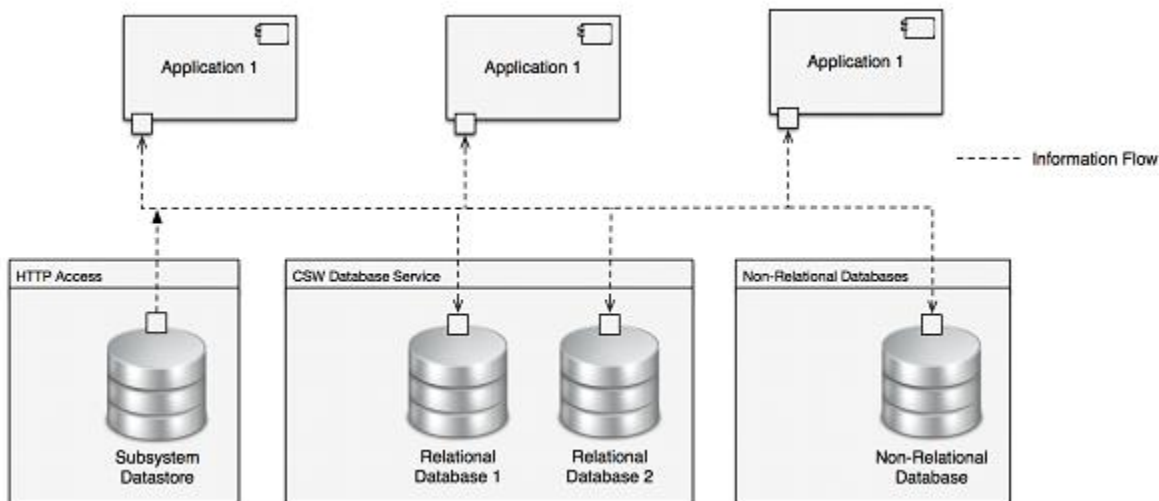 Application 1
Application 1
Application 1
Information Flow
HTTP Access
CSW Database Service
Non-Relational Databases
Subsystem
Datastore
Relational
Database 1
Relational
Database 2
Non-Relational
Database